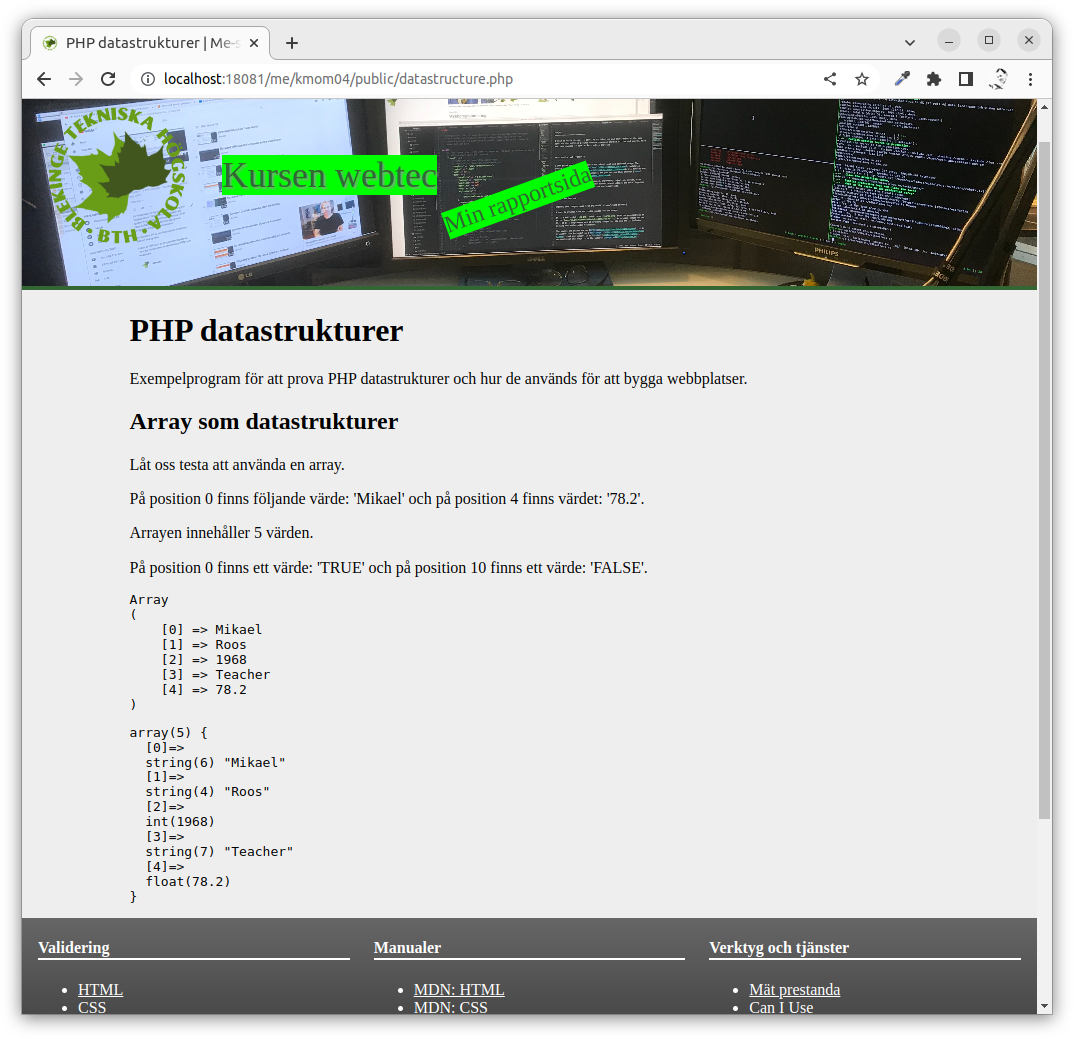 PHP datastrukturer | Me-s
localhost:18081/me/kmom04/public/datastructure.php
BLEKINGE TEKNISKA HÖGSKOLA
BTH
Kursen webtec
Min rapportsida
PHILIPS
PHP datastrukturer
Exempelprogram för att prova PHP datastrukturer och hur de används för att bygga webbplatser.
Array som datastrukturer
Låt oss testa att använda en array.
På position 0 finns följande värde: 'Mikael' och på position 4 finns värdet: '78.2'.
Arrayen innehåller 5 värden.
På position 0 finns ett värde: 'TRUE' och på position 10 finns ett värde: 'FALSE'.
Array
(
    [0] => Mikael
    [1] => Roos
    [2] => 1968
    [3] => Teacher
    [4] => 78.2
)
array(5) {
  [0]=>
  string(6) "Mikael"
  [1]=>
  string(4) "Roos"
  [2]=>
  int(1968)
  [3]=>
  string(7) "Teacher"
  [4]=>
  float(78.2)
}
Validering
HTML
CSS
Manualer
MDN: HTML
MDN: CSS
Verktyg och tjänster
Mät prestanda
Can I Use